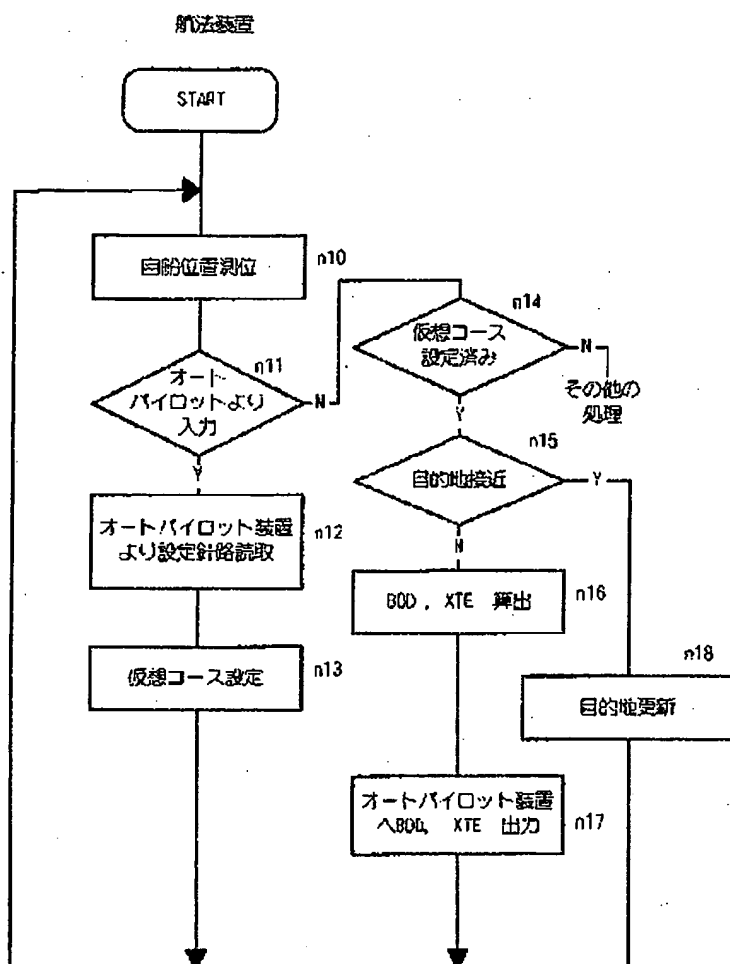 航法装置
START
自船位置測位
n10
オート
パイロットより
入力
n11
N
Y
オートパイロット装置
より設定針路読取
n12
仮想コース設定
n13
仮想コース
設定済み
n14
N
その他の
処理
Y
目的地接近
n15
Y
N
BOD, XTE 算出
n16
オートパイロット装置
へBOD, XTE 出力
n17
目的地更新
n18